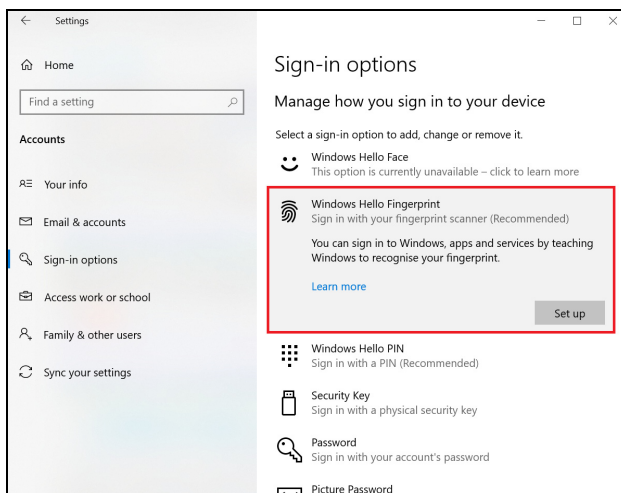 Settings
Home
Find a setting
Accounts
Your info
Email & accounts
Sign-in options
Access work or school
Family & other users
Sync your settings
Sign-in options
Manage how you sign in to your device
Select a sign-in option to add, change or remove it.
Windows Hello Face
This option is currently unavailable – click to learn more
Windows Hello Fingerprint
Sign in with your fingerprint scanner (Recommended)
You can sign in to Windows, apps and services by teaching
Windows to recognise your fingerprint.
Learn more
Set up
Windows Hello PIN
Sign in with a PIN (Recommended)
Security Key
Sign in with a physical security key
Password
Sign in with your account's password
Picture Password